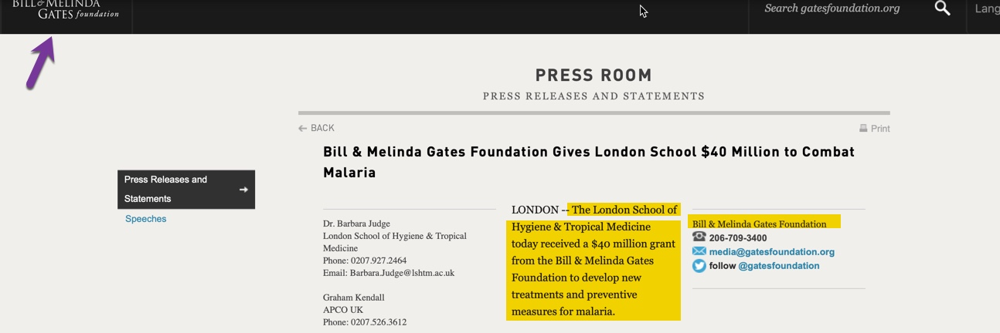 BILL & MELINDA
GATES foundation
Search gatesfoundation.org
Lang
PRESS ROOM
PRESS RELEASES AND STATEMENTS
← BACK
Print
Bill & Melinda Gates Foundation Gives London School $40 Million to Combat
Malaria
Press Releases and
Statements
Speeches
Dr. Barbara Judge
London School of Hygiene & Tropical
Medicine
Phone: 0207.927.2464
Email: Barbara.Judge@lshtm.ac.uk
Graham Kendall
APCO UK
Phone: 0207.526.3612
LONDON -- The London School of
Hygiene & Tropical Medicine
today received a $40 million grant
from the Bill & Melinda Gates
Foundation to develop new
treatments and preventive
measures for malaria.
Bill & Melinda Gates Foundation
206-709-3400
media@gatesfoundation.org
follow @gatesfoundation